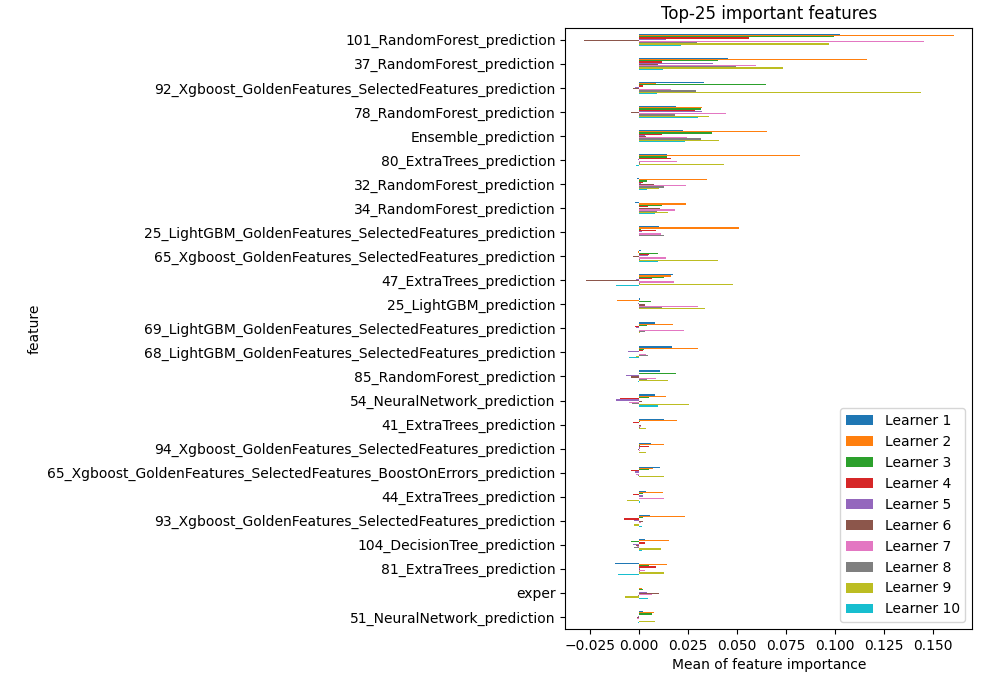 Top-25 important features
101_RandomForest_prediction
37_RandomForest_prediction
92_Xgboost_GoldenFeatures_SelectedFeatures_prediction
78_RandomForest_prediction
Ensemble_prediction
80_ExtraTrees_prediction
32_RandomForest_prediction
34_RandomForest_prediction
25_LightGBM_GoldenFeatures_SelectedFeatures_prediction
65_Xgboost_GoldenFeatures_SelectedFeatures_prediction
47_ExtraTrees_prediction
25_LightGBM_prediction
69_LightGBM_GoldenFeatures_SelectedFeatures_prediction
68_LightGBM_GoldenFeatures_SelectedFeatures_prediction
85_RandomForest_prediction
54_NeuralNetwork_prediction
41_ExtraTrees_prediction
94_Xgboost_GoldenFeatures_SelectedFeatures_prediction
65_Xgboost_GoldenFeatures_SelectedFeatures_BoostOnErrors_prediction
44_ExtraTrees_prediction
93_Xgboost_GoldenFeatures_SelectedFeatures_prediction
104_DecisionTree_prediction
81_ExtraTrees_prediction
exper
51_NeuralNetwork_prediction
feature
Learner 1
Learner 2
Learner 3
Learner 4
Learner 5
Learner 6
Learner 7
Learner 8
Learner 9
Learner 10
−0.025 0.000 0.025 0.050 0.075 0.100 0.125 0.150
Mean of feature importance